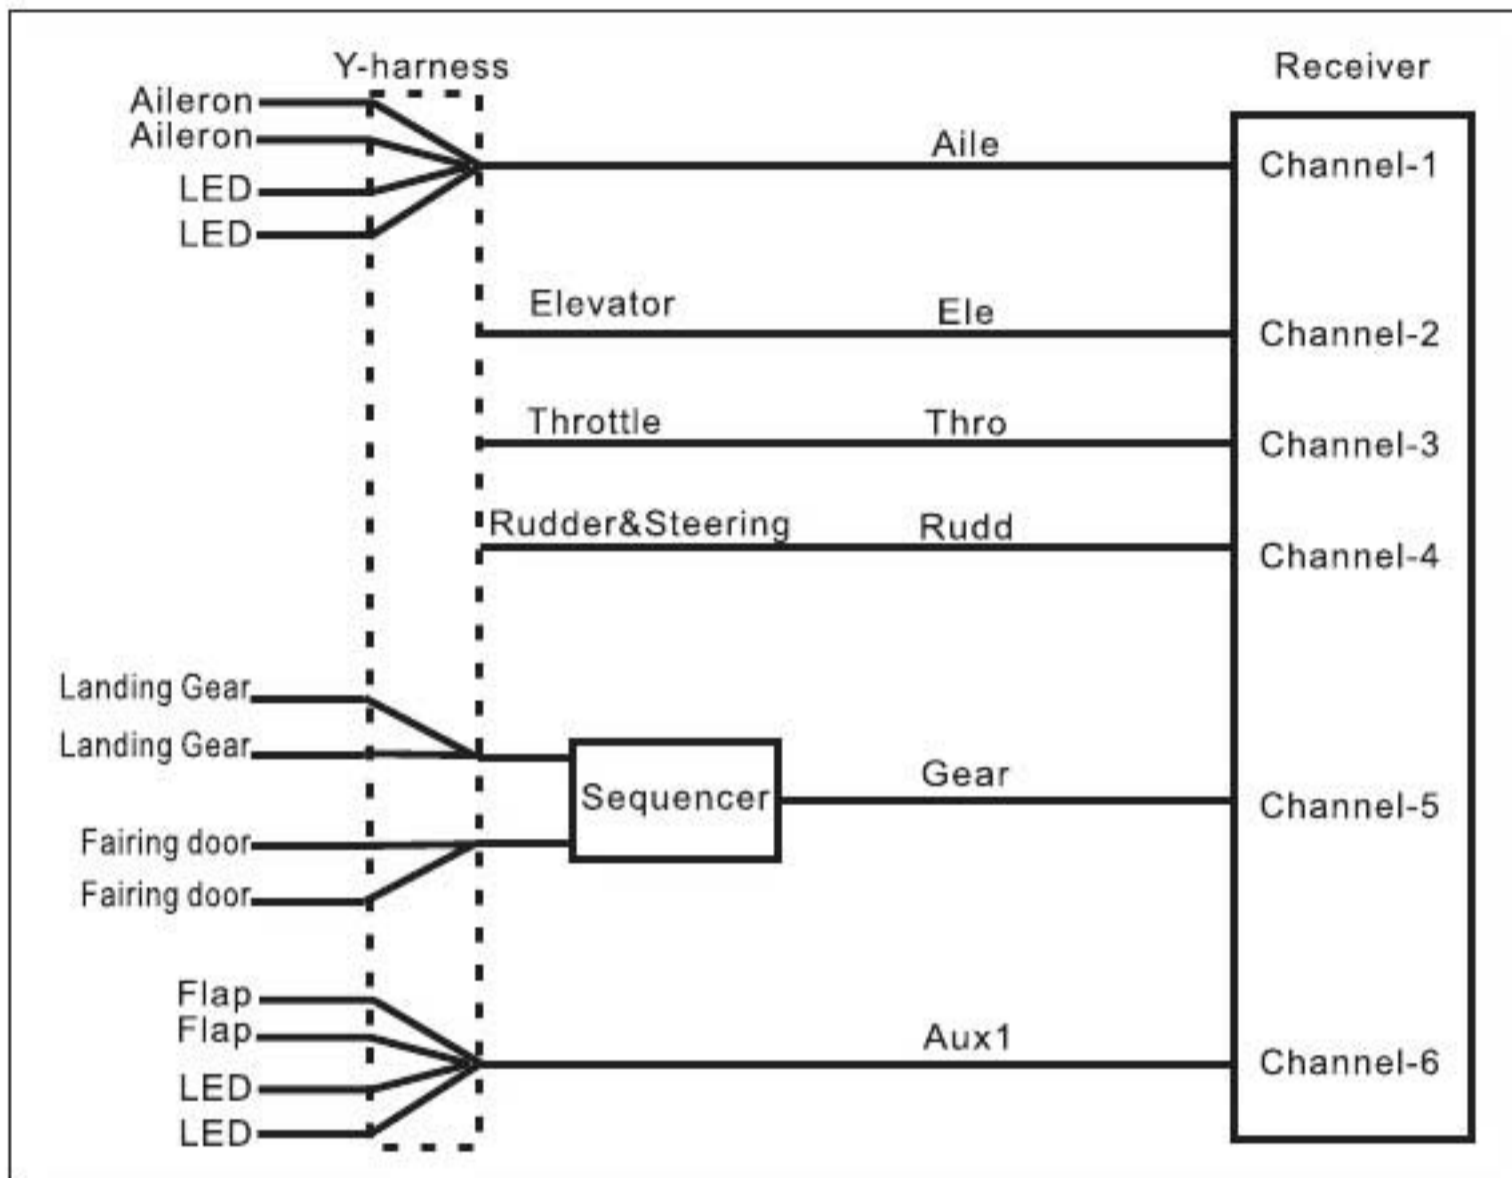 Y-harness
Receiver
Aileron
Aileron
LED
LED
Aile
Channel-1
Elevator
Ele
Channel-2
Throttle
Thro
Channel-3
Rudder&Steering
Rudd
Channel-4
Landing Gear
Landing Gear
Sequencer
Gear
Channel-5
Fairing door
Fairing door
Flap
Flap
LED
LED
Aux1
Channel-6